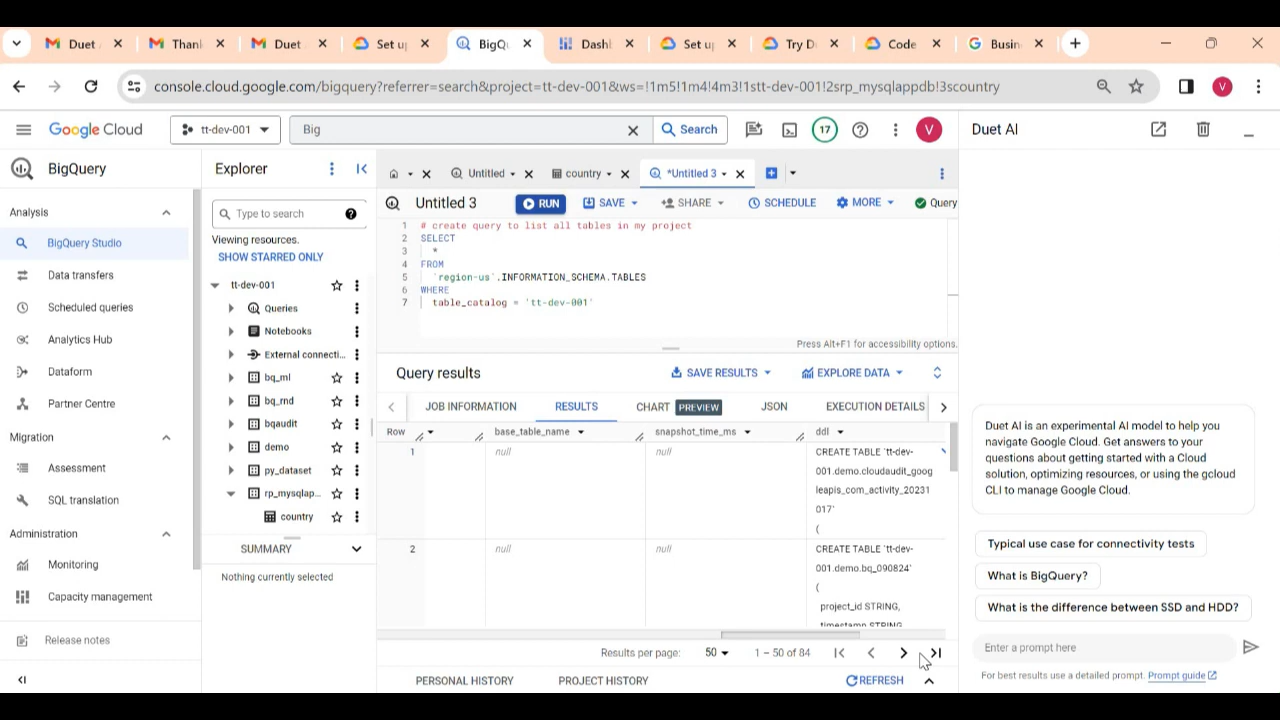 Duet
Thank
Duet
Set up
BigQu
Dashl
Set up
Try D
Code
Busin
console.cloud.google.com/bigquery?referrer=search&project=tt-dev-001&ws=!1m5!1m4!4m3!1stt-dev-001!2srp_mysqlappdb!3scountry
V
Google Cloud
tt-dev-001
Big
Search
17
V
Duet AI
BigQuery
Explorer
Untitled
country
*Untitled 3
Analysis
BigQuery Studio
Data transfers
Scheduled queries
Analytics Hub
Dataform
Partner Centre
Migration
Assessment
SQL translation
Administration
Monitoring
Capacity management
Release notes
Type to search
Viewing resources.
SHOW STARRED ONLY
tt-dev-001
Queries
Notebooks
External connecti...
bq_ml
bq_rnd
bqaudit
demo
py_dataset
rp_mysqlap...
country
SUMMARY
Nothing currently selected
Untitled 3
RUN
SAVE
SHARE
SCHEDULE
MORE
Query
1 # create query to list all tables in my project
2 SELECT
3 *
4 FROM
5 `region-us`.INFORMATION_SCHEMA.TABLES
6 WHERE
7 table_catalog = 'tt-dev-001'
Press Alt+F1 for accessibility options.
Query results
SAVE RESULTS
EXPLORE DATA
JOB INFORMATION
RESULTS
CHART PREVIEW
JSON
EXECUTION DETAILS
Row
base_table_name
snapshot_time_ms
ddl
1
null
null
CREATE TABLE `tt-dev-
001.demo.cloudaudit_goog
leapis_com_activity_20231
017`
(
2
null
null
CREATE TABLE `tt-dev-
001.demo.bq_090824`
(
project_id STRING,
timestamp STRING
Results per page:
50
1 – 50 of 84
PERSONAL HISTORY
PROJECT HISTORY
REFRESH
Duet AI is an experimental AI model to help you
navigate Google Cloud. Get answers to your
questions about getting started with a Cloud
solution, optimizing resources, or using the gcloud
CLI to manage Google Cloud.
Typical use case for connectivity tests
What is BigQuery?
What is the difference between SSD and HDD?
Enter a prompt here
For best results use a detailed prompt. Prompt guide